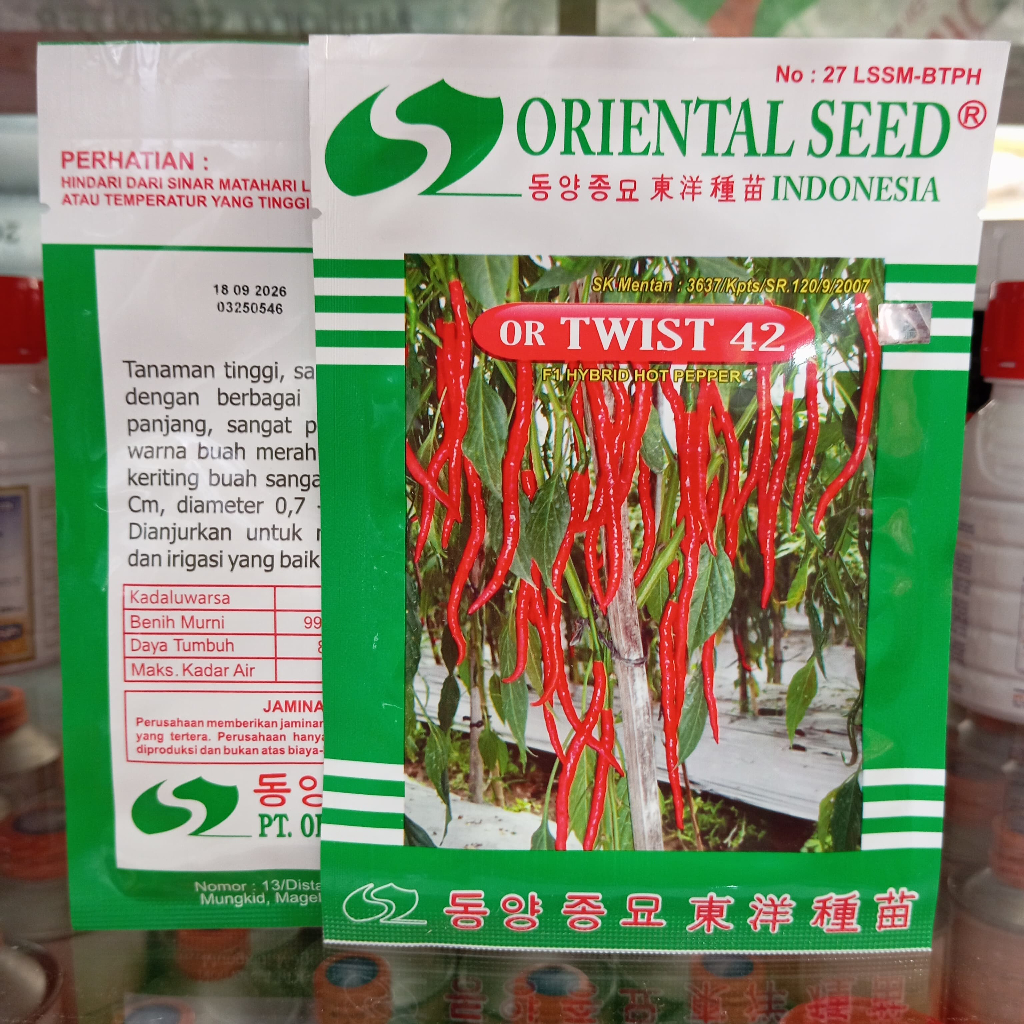 PERHATIAN :
HINDARI DARI SINAR MATAHARI L
ATAU TEMPERATUR YANG TINGGI
18 09 2026
03250546
Tanaman tinggi, sa
dengan berbagai
panjang, sangat p
warna buah merah
keriting buah sanga
Cm, diameter 0,7 -
Dianjurkan untuk
dan irigasi yang baik
Kadaluwarsa
Benih Murni 99
Daya Tumbuh 8
Maks. Kadar Air
JAMINA
Perusahaan memberikan jaminan
yang tertera. Perusahaan hanya
diproduksi dan bukan atas biaya-
동양
PT. OR
Nomor : 13/Dista
Mungkid, Magel
No : 27 LSSM-BTPH
ORIENTAL SEED®
동양종묘 東洋種苗 INDONESIA
SK Mentan : 3637/Kpts/SR.120/9/2007
OR TWIST 42
F1 HYBRID HOT PEPPER
동양종묘 東洋種苗